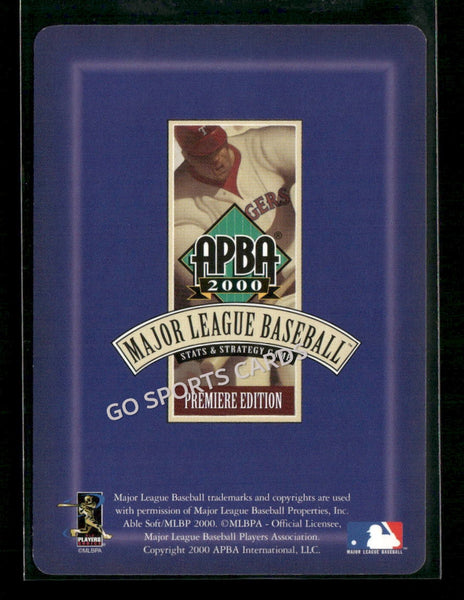 T
GERS
APBA®
2000
MAJOR LEAGUE BASEBALL™
STATS & STRATEGY
GO SPORTS CARDS
PREMIERE EDITION
Major League Baseball trademarks and copyrights are used
with permission of Major League Baseball Properties, Inc.
Able Soft/MLBP 2000. ©MLBPA - Official Licensee,
Major League Baseball Players Association.
Copyright 2000 APBA International, LLC.
PLAYERS
©MLBPA
MAJOR LEAGUE BASEBALL